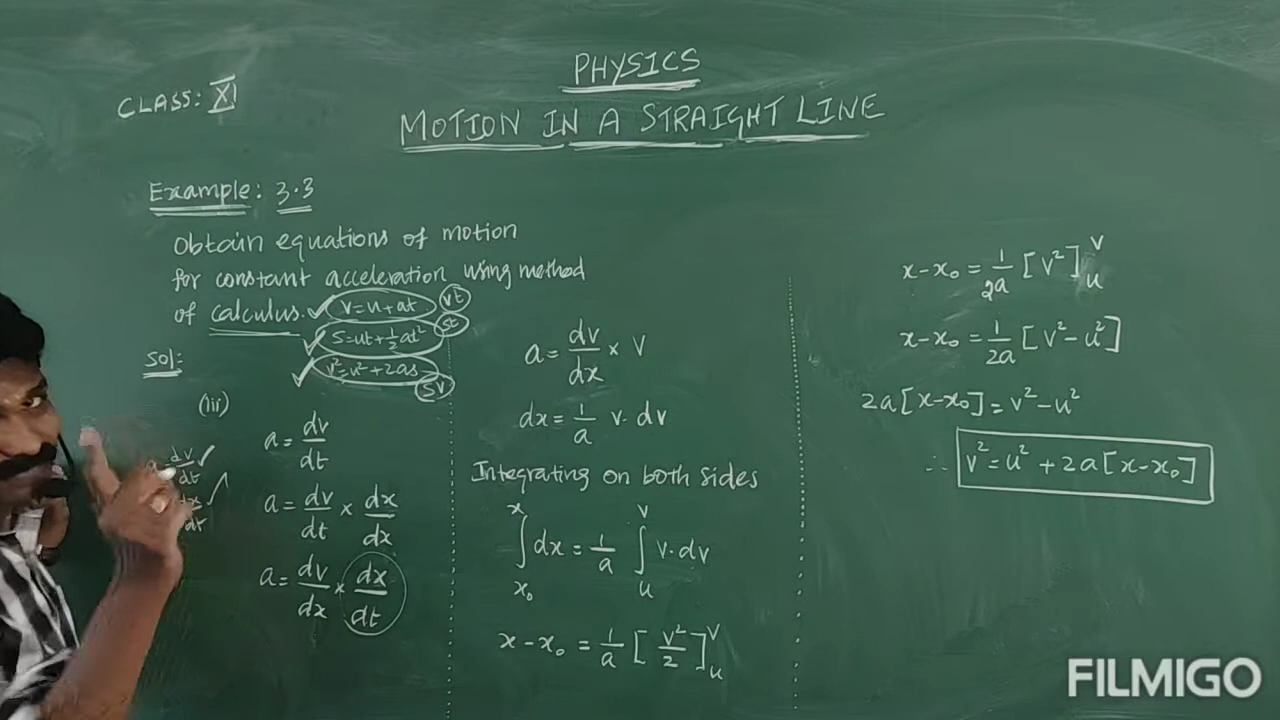 PHYSICS
CLASS: XI
MOTION IN A STRAIGHT LINE
Example: 3.3
Obtain equations of motion
for constant acceleration using method
of calculus. ✓ v=u+at vt
✓ S=ut+½at² st
✓ v²=u²+2as sv
Sol:
(iii)
dv/dt ✓
dx/dt ✓
a = dv/dt
a = dv/dt × dx/dx
a = dv/dx × dx/dt
a = dv/dx × v
dx = 1/a v·dv
Integrating on both sides
∫_{x₀}^{x} dx = 1/a ∫_{u}^{v} v·dv
x-x₀ = 1/a [v²/2]_{u}^{v}
x-x₀ = 1/2a [v²]_{u}^{v}
x-x₀ = 1/2a [v²-u²]
2a[x-x₀] = v²-u²
∴ v² = u² + 2a[x-x₀]
FILMIGO